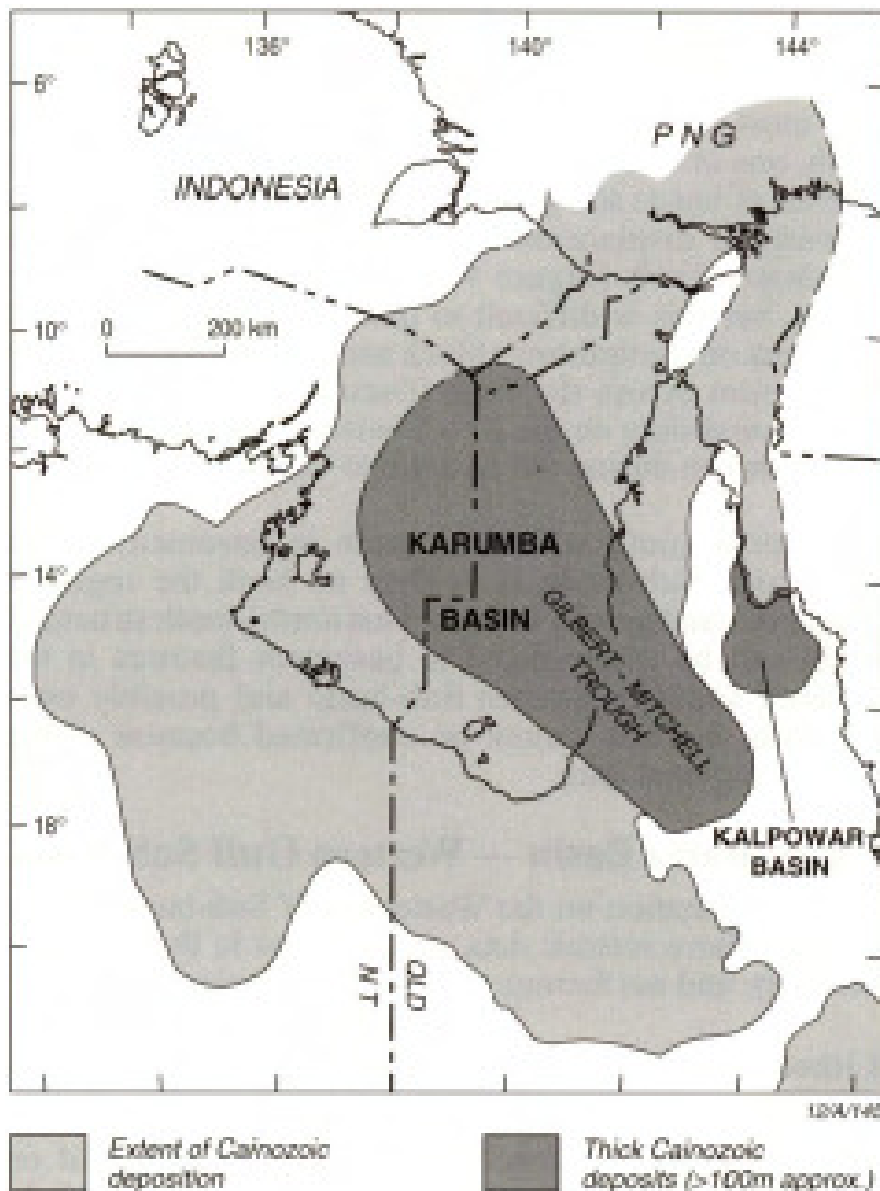 136° 140° 144°
6°
PNG
INDONESIA
10°
0 200 km
KARUMBA
14°
BASIN
GILBERT - MITCHELL
TROUGH
18°
KALPOWAR
BASIN
NT
QLD
Extent of Cainozoic
deposition
Thick Cainozoic
deposits (>100m approx.)